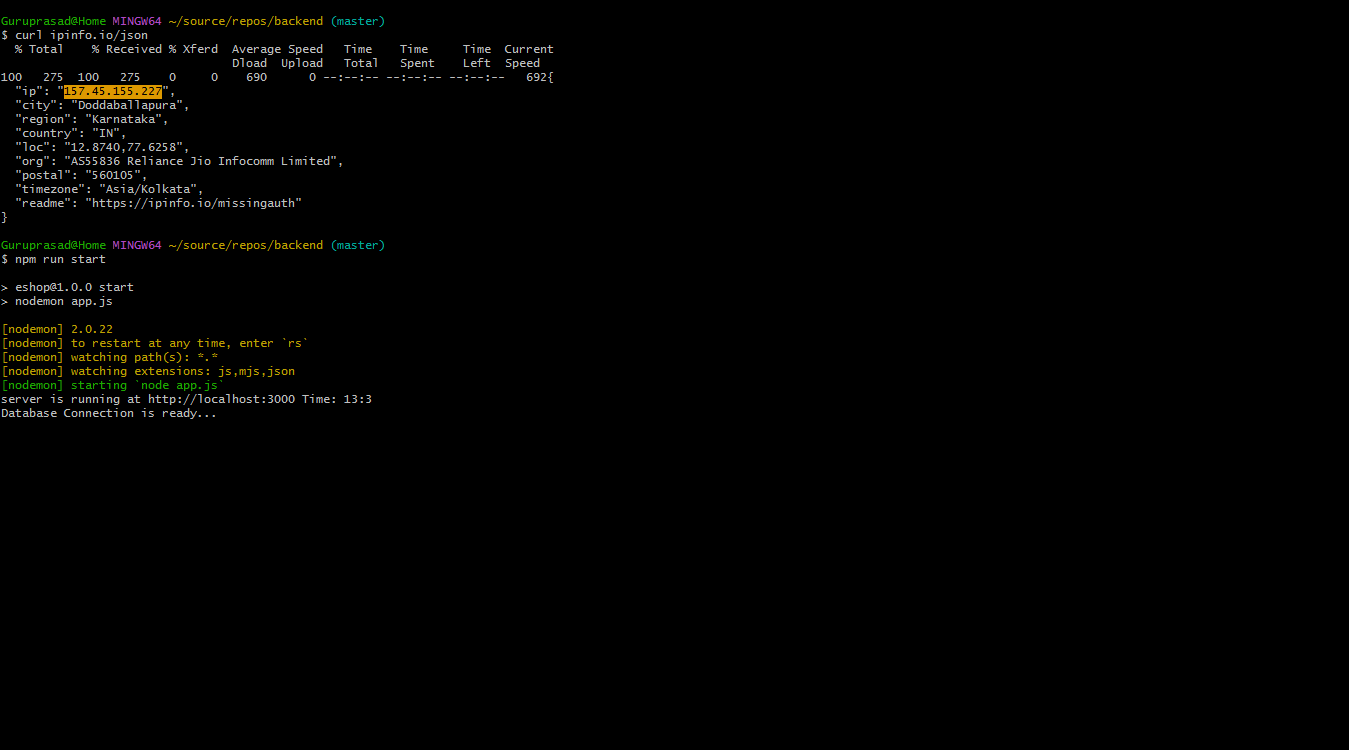 Guruprasad@Home MINGW64 ~/source/repos/backend (master)
$ curl ipinfo.io/json
  % Total    % Received % Xferd  Average Speed   Time    Time     Time  Current
                                 Dload  Upload   Total   Spent    Left  Speed
100   275  100   275    0     0    690      0 --:--:-- --:--:-- --:--:--   692{
  "ip": "157.45.155.227",
  "city": "Doddaballapura",
  "region": "Karnataka",
  "country": "IN",
  "loc": "12.8740,77.6258",
  "org": "AS55836 Reliance Jio Infocomm Limited",
  "postal": "560105",
  "timezone": "Asia/Kolkata",
  "readme": "https://ipinfo.io/missingauth"
}
Guruprasad@Home MINGW64 ~/source/repos/backend (master)
$ npm run start
> eshop@1.0.0 start
> nodemon app.js
[nodemon] 2.0.22
[nodemon] to restart at any time, enter `rs`
[nodemon] watching path(s): *.*
[nodemon] watching extensions: js,mjs,json
[nodemon] starting `node app.js`
server is running at http://localhost:3000 Time: 13:3
Database Connection is ready...